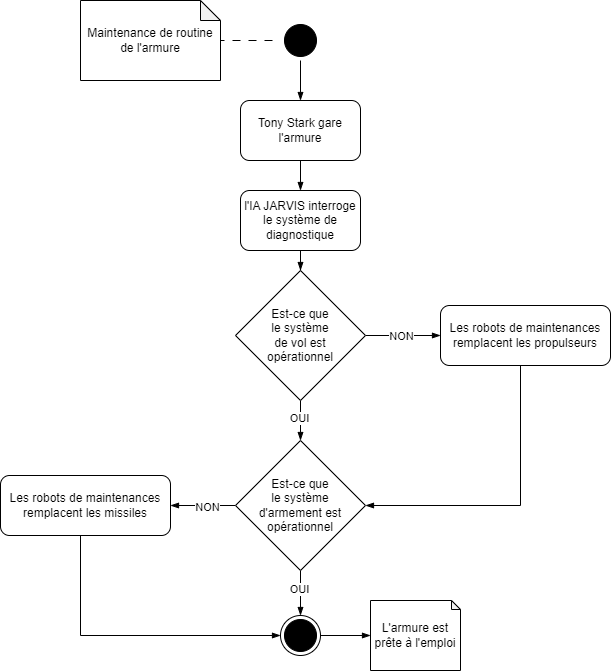 Maintenance de routine
de l'armure
Tony Stark gare
l'armure
l'IA JARVIS interroge
le système de
diagnostique
Est-ce que
le système
de vol est
opérationnel
NON
Les robots de maintenances
remplacent les propulseurs
OUI
Est-ce que
le système
d'armement est
opérationnel
NON
Les robots de maintenances
remplacent les missiles
OUI
L'armure est
prête à l'emploi